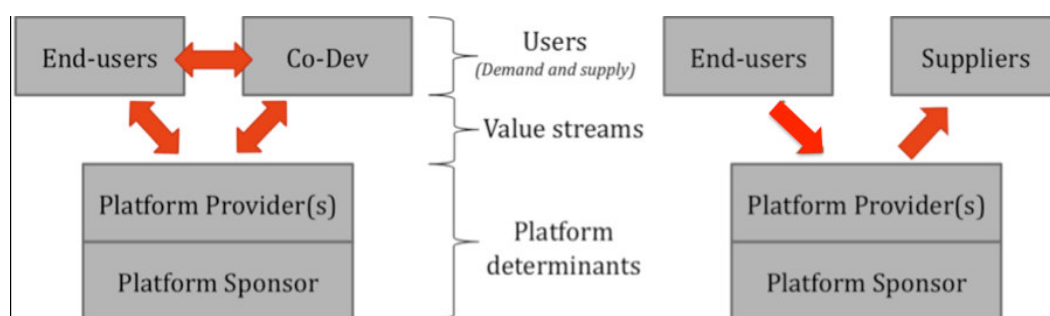 End-users
Co-Dev
Users
(Demand and supply)
End-users
Suppliers
Value streams
Platform Provider(s)
Platform Sponsor
Platform
determinants
Platform Provider(s)
Platform Sponsor